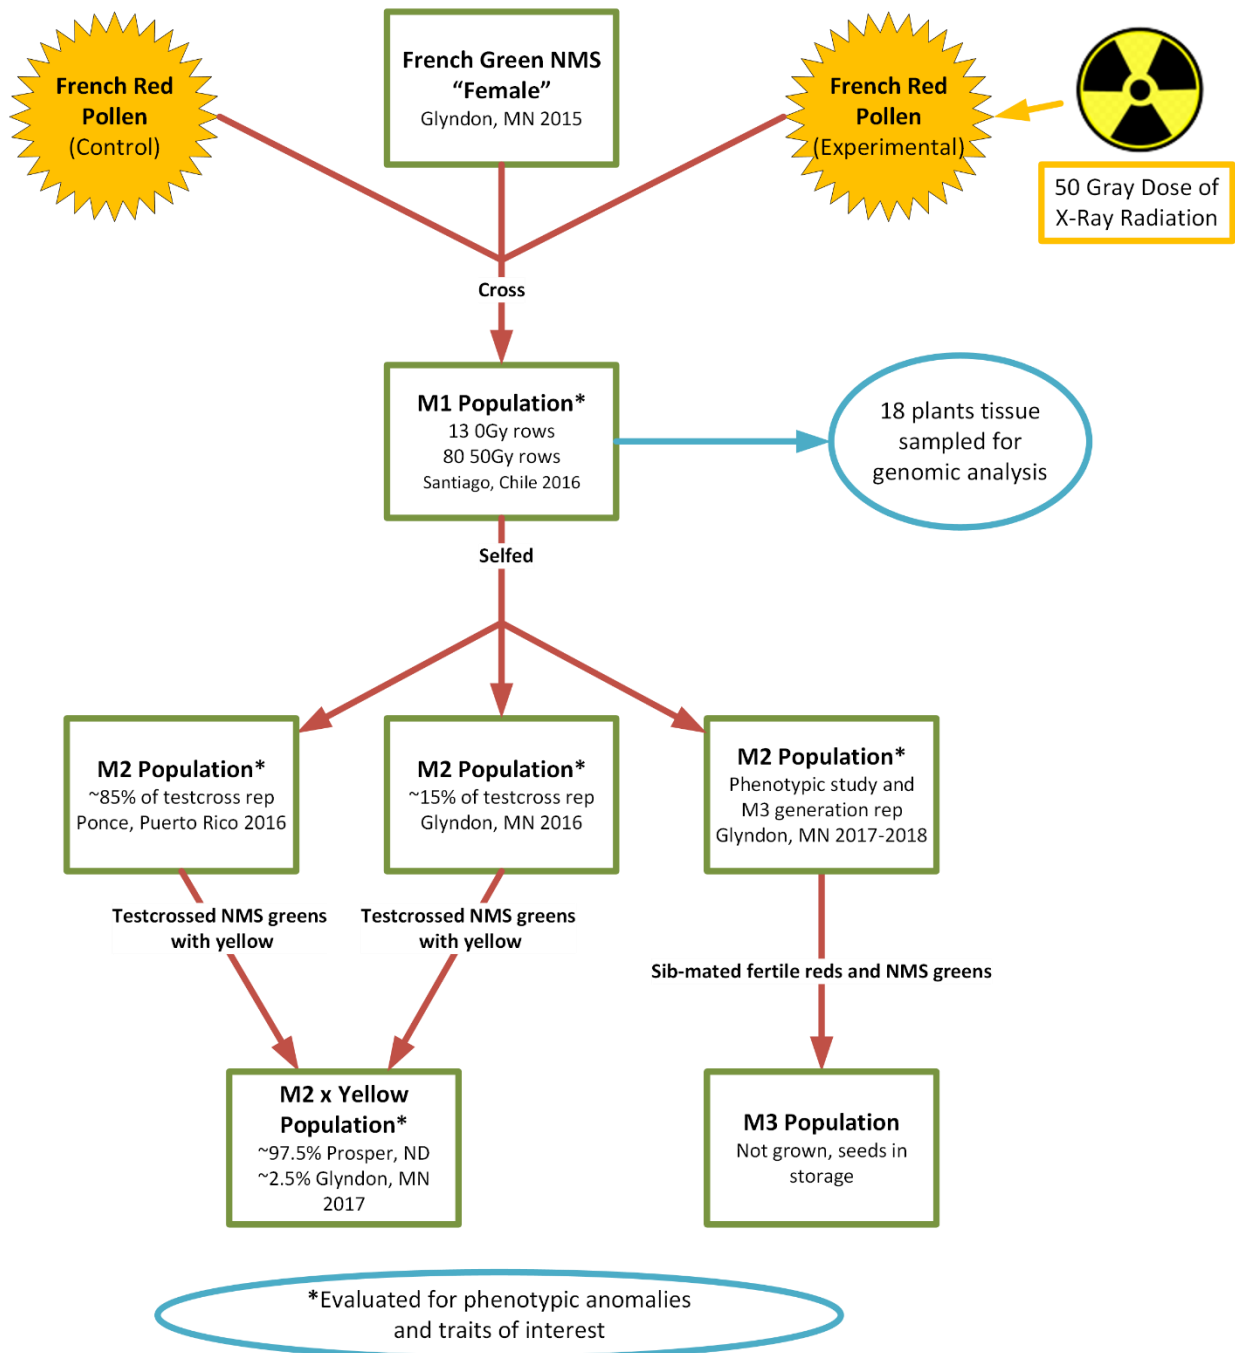 French Red
Pollen
(Control)
French Green NMS
“Female”
Glyndon, MN 2015
French Red
Pollen
(Experimental)
50 Gray Dose of
X-Ray Radiation
Cross
M1 Population*
13 0Gy rows
80 50Gy rows
Santiago, Chile 2016
18 plants tissue
sampled for
genomic analysis
Selfed
M2 Population*
~85% of testcross rep
Ponce, Puerto Rico 2016
M2 Population*
~15% of testcross rep
Glyndon, MN 2016
M2 Population*
Phenotypic study and
M3 generation rep
Glyndon, MN 2017-2018
Testcrossed NMS greens
with yellow
Testcrossed NMS greens
with yellow
Sib-mated fertile reds and NMS greens
M2 x Yellow
Population*
~97.5% Prosper, ND
~2.5% Glyndon, MN
2017
M3 Population
Not grown, seeds in
storage
*Evaluated for phenotypic anomalies
and traits of interest